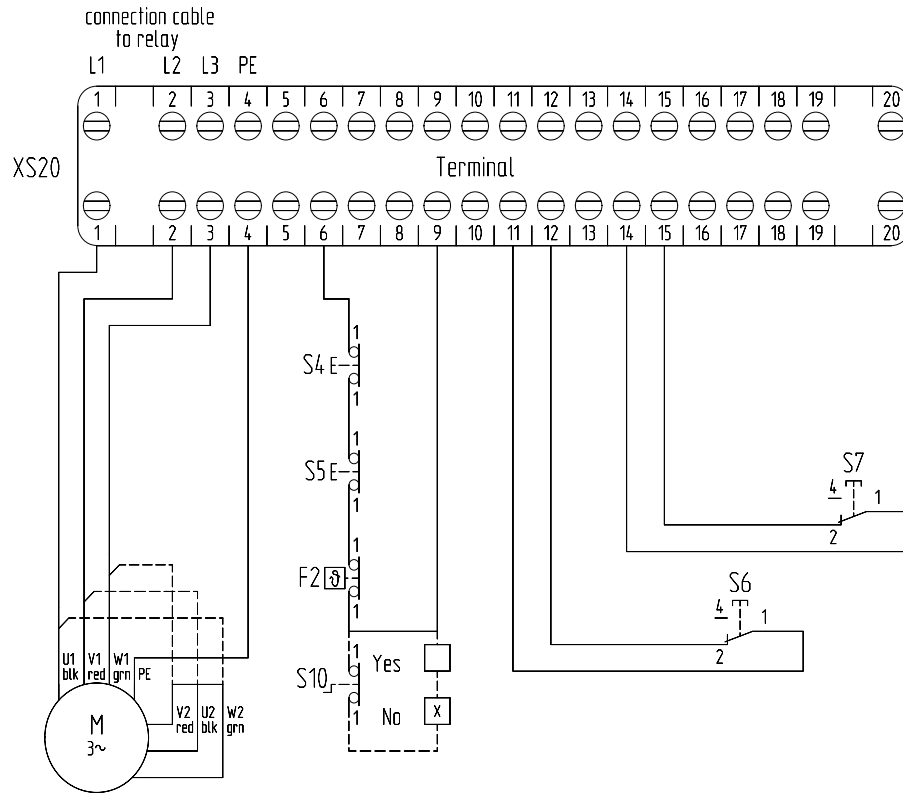 connection cable
to relay
L1 L2 L3 PE
1 2 3 4 5 6 7 8 9 10 11 12 13 14 15 16 17 18 19 20
XS20 Terminal
1 2 3 4 5 6 7 8 9 10 11 12 13 14 15 16 17 18 19 20
1
S4 E
1
1
S5 E
1
S7
4 1
2
1
F2 ϑ
1
S6
4 1
2
U1 V1 W1
blk red grn PE
1 Yes
S10
1 No X
V2 U2 W2
red blk grn
M
3~